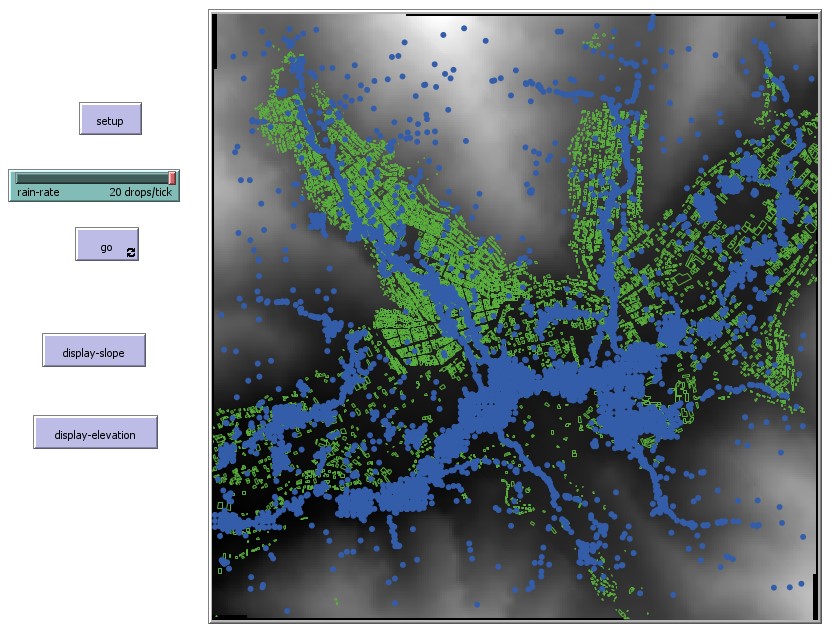 setup
rain-rate 20 drops/tick
go
display-slope
display-elevation